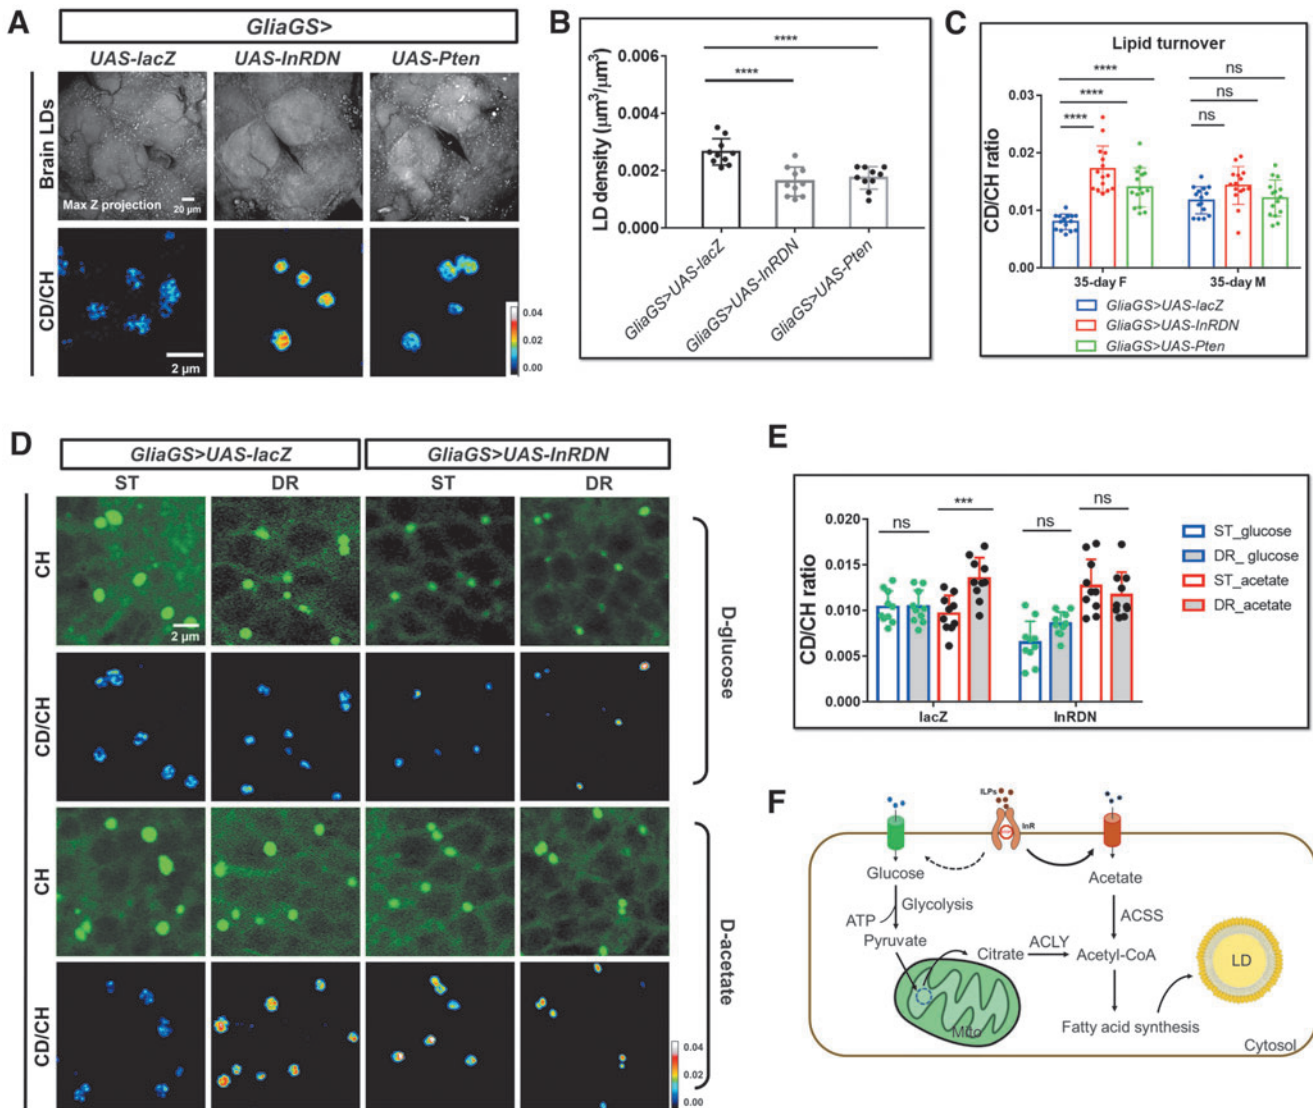 A
GliaGS>
UAS-lacZ
UAS-InRDN
UAS-Pten
Brain LDs
Max Z projection
20 µm
CD/CH
2 µm
0.04
0.02
0.00
B
LD density (µm³/µm³)
0.006
0.004
0.002
0.000
****
****
GliaGS>UAS-lacZ
GliaGS>UAS-InRDN
GliaGS>UAS-Pten
C
Lipid turnover
CD/CH ratio
0.03
0.02
0.01
0.00
****
****
****
ns
ns
ns
35-day F
35-day M
GliaGS>UAS-lacZ
GliaGS>UAS-InRDN
GliaGS>UAS-Pten
D
GliaGS>UAS-lacZ
GliaGS>UAS-InRDN
ST
DR
ST
DR
CH
2 µm
CD/CH
D-glucose
CH
CD/CH
D-acetate
0.04
0.02
0.00
E
CD/CH ratio
0.020
0.015
0.010
0.005
0.000
ns
***
ns
ns
lacZ
InRDN
ST_glucose
DR_ glucose
ST_acetate
DR_acetate
F
ILPs
InR
Glucose
Acetate
Glycolysis
ATP
ACSS
Pyruvate
Citrate
ACLY
Acetyl-CoA
LD
Mito
Fatty acid synthesis
Cytosol